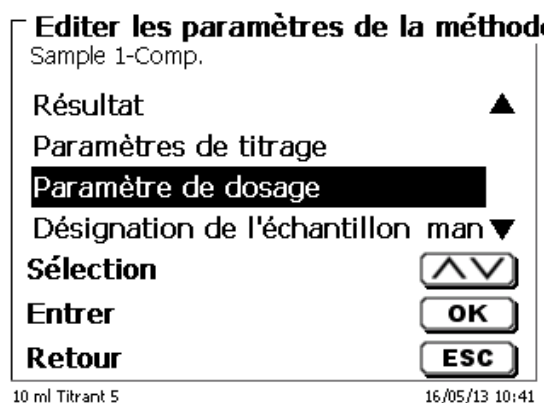 Editer les paramètres de la méthode
Sample 1-Comp.
Résultat
Paramètres de titrage
Paramètre de dosage
Désignation de l'échantillon man
Sélection
Entrer OK
Retour ESC
10 ml Titrant 5 16/05/13 10:41